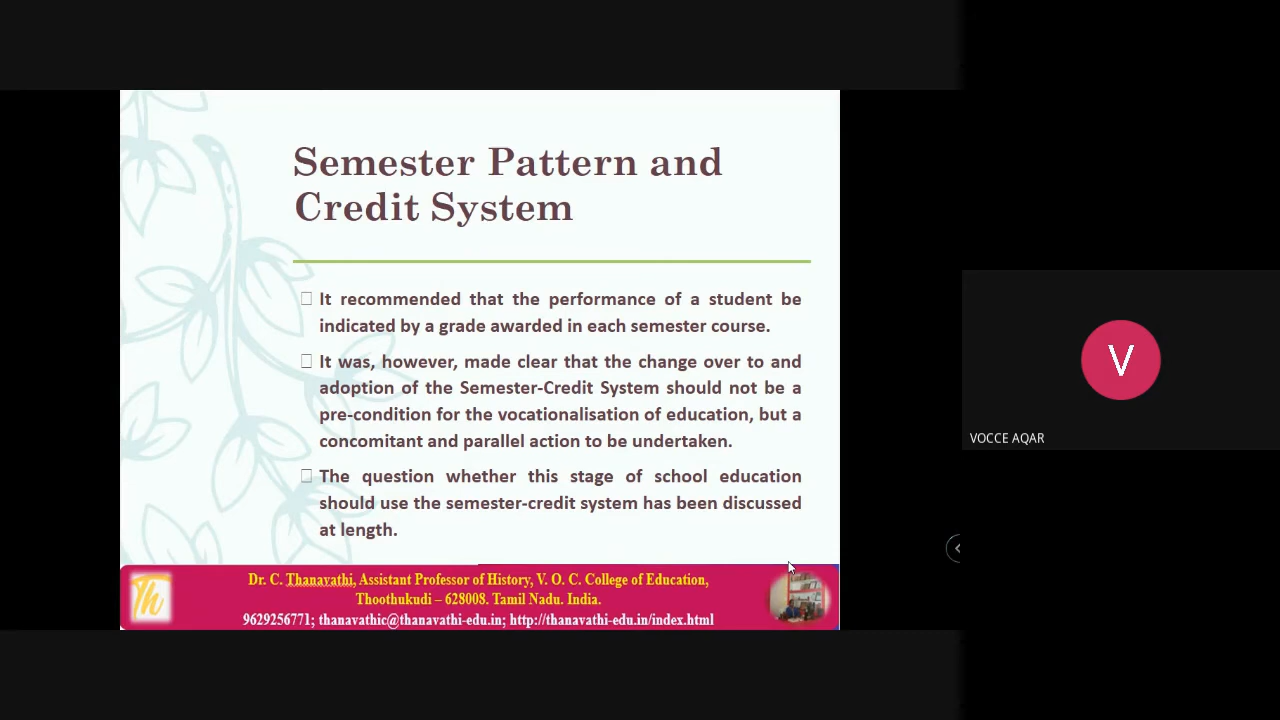 Semester Pattern and
Credit System
It recommended that the performance of a student be
indicated by a grade awarded in each semester course.
It was, however, made clear that the change over to and
adoption of the Semester-Credit System should not be a
pre-condition for the vocationalisation of education, but a
concomitant and parallel action to be undertaken.
The question whether this stage of school education
should use the semester-credit system has been discussed
at length.
Th
Dr. C. Thanavathi, Assistant Professor of History, V. O. C. College of Education,
Thoothukudi – 628008. Tamil Nadu. India.
9629256771; thanavathic@thanavathi-edu.in; http://thanavathi-edu.in/index.html
V
VOCCE AQAR